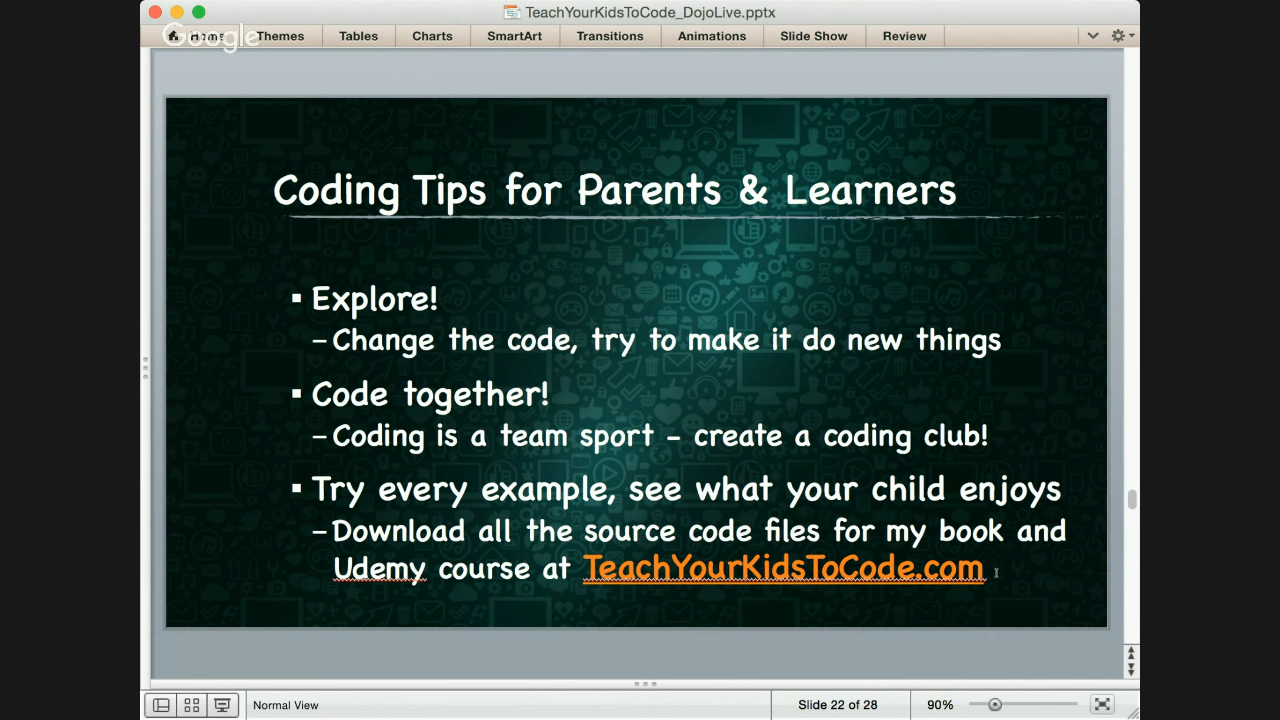 TeachYourKidsToCode_DojoLive.pptx
Google
Home Themes Tables Charts SmartArt Transitions Animations Slide Show Review
Coding Tips for Parents & Learners
▪ Explore!
– Change the code, try to make it do new things
▪ Code together!
– Coding is a team sport – create a coding club!
▪ Try every example, see what your child enjoys
– Download all the source code files for my book and
Udemy course at TeachYourKidsToCode.com
Normal View Slide 22 of 28 90%